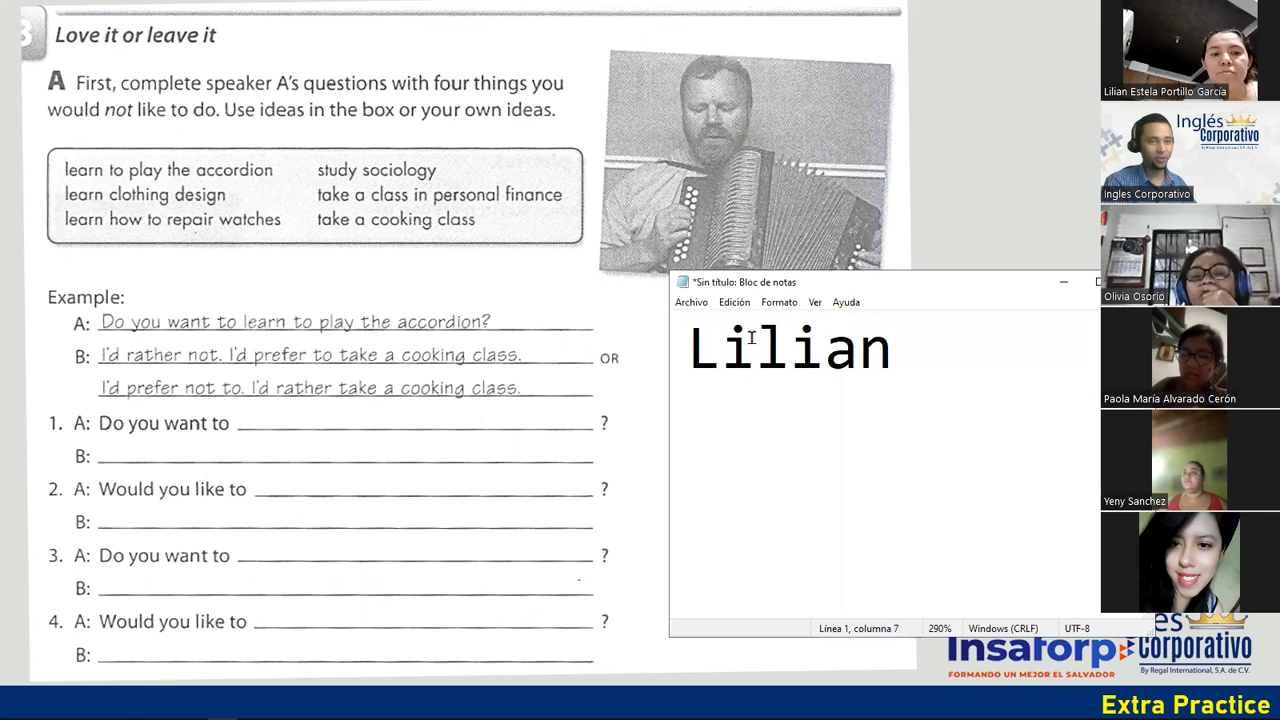 3 Love it or leave it
A First, complete speaker A's questions with four things you
would not like to do. Use ideas in the box or your own ideas.
learn to play the accordion study sociology
learn clothing design take a class in personal finance
learn how to repair watches take a cooking class
Example:
A: Do you want to learn to play the accordion?
B: I'd rather not. I'd prefer to take a cooking class. OR
I'd prefer not to. I'd rather take a cooking class.
1. A: Do you want to ?
B:
2. A: Would you like to ?
B:
3. A: Do you want to ?
B:
4. A: Would you like to ?
B:
*Sin título: Bloc de notas
Archivo Edición Formato Ver Ayuda
Lilian
Línea 1, columna 7 290% Windows (CRLF) UTF-8
Lilian Estela Portillo García
Inglés
Corporativo
By Regal International, S.A. de C.V.
Ingles Corporativo
Olivia Osorio
Paola María Alvarado Cerón
Yeny Sanchez
Insaforp
FORMANDO UN MEJOR EL SALVADOR
Corporativo
By Regal International, S.A. de C.V.
Extra Practice